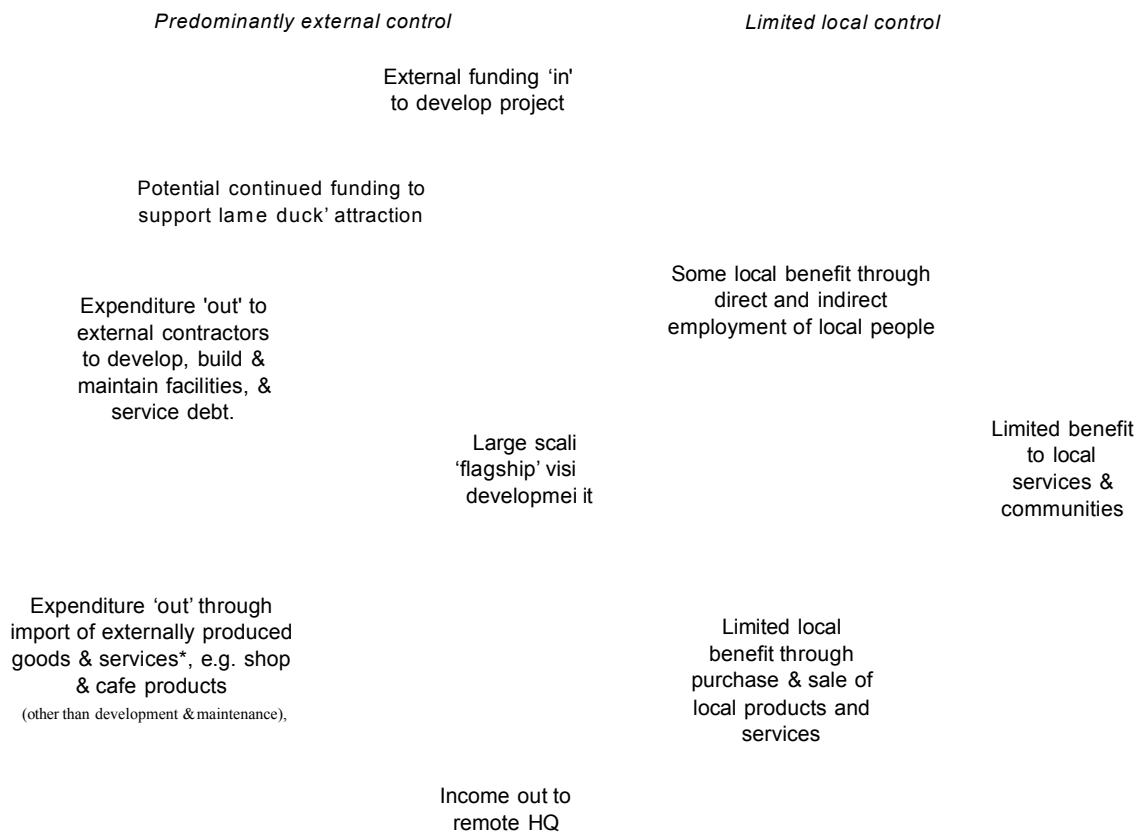 Predominantly external control
Limited local control
External funding ‘in'
to develop project
Potential continued funding to
support lame duck’ attraction
Some local benefit through
direct and indirect
employment of local people
Expenditure 'out' to
external contractors
to develop, build &
maintain facilities, &
service debt.
Large scali
‘flagship’ visi
developmei it
Limited benefit
to local
services &
communities
Expenditure ‘out’ through
import of externally produced
goods & services*, e.g. shop
& cafe products
(other than development & maintenance),
Limited local
benefit through
purchase & sale of
local products and
services
Income out to
remote HQ